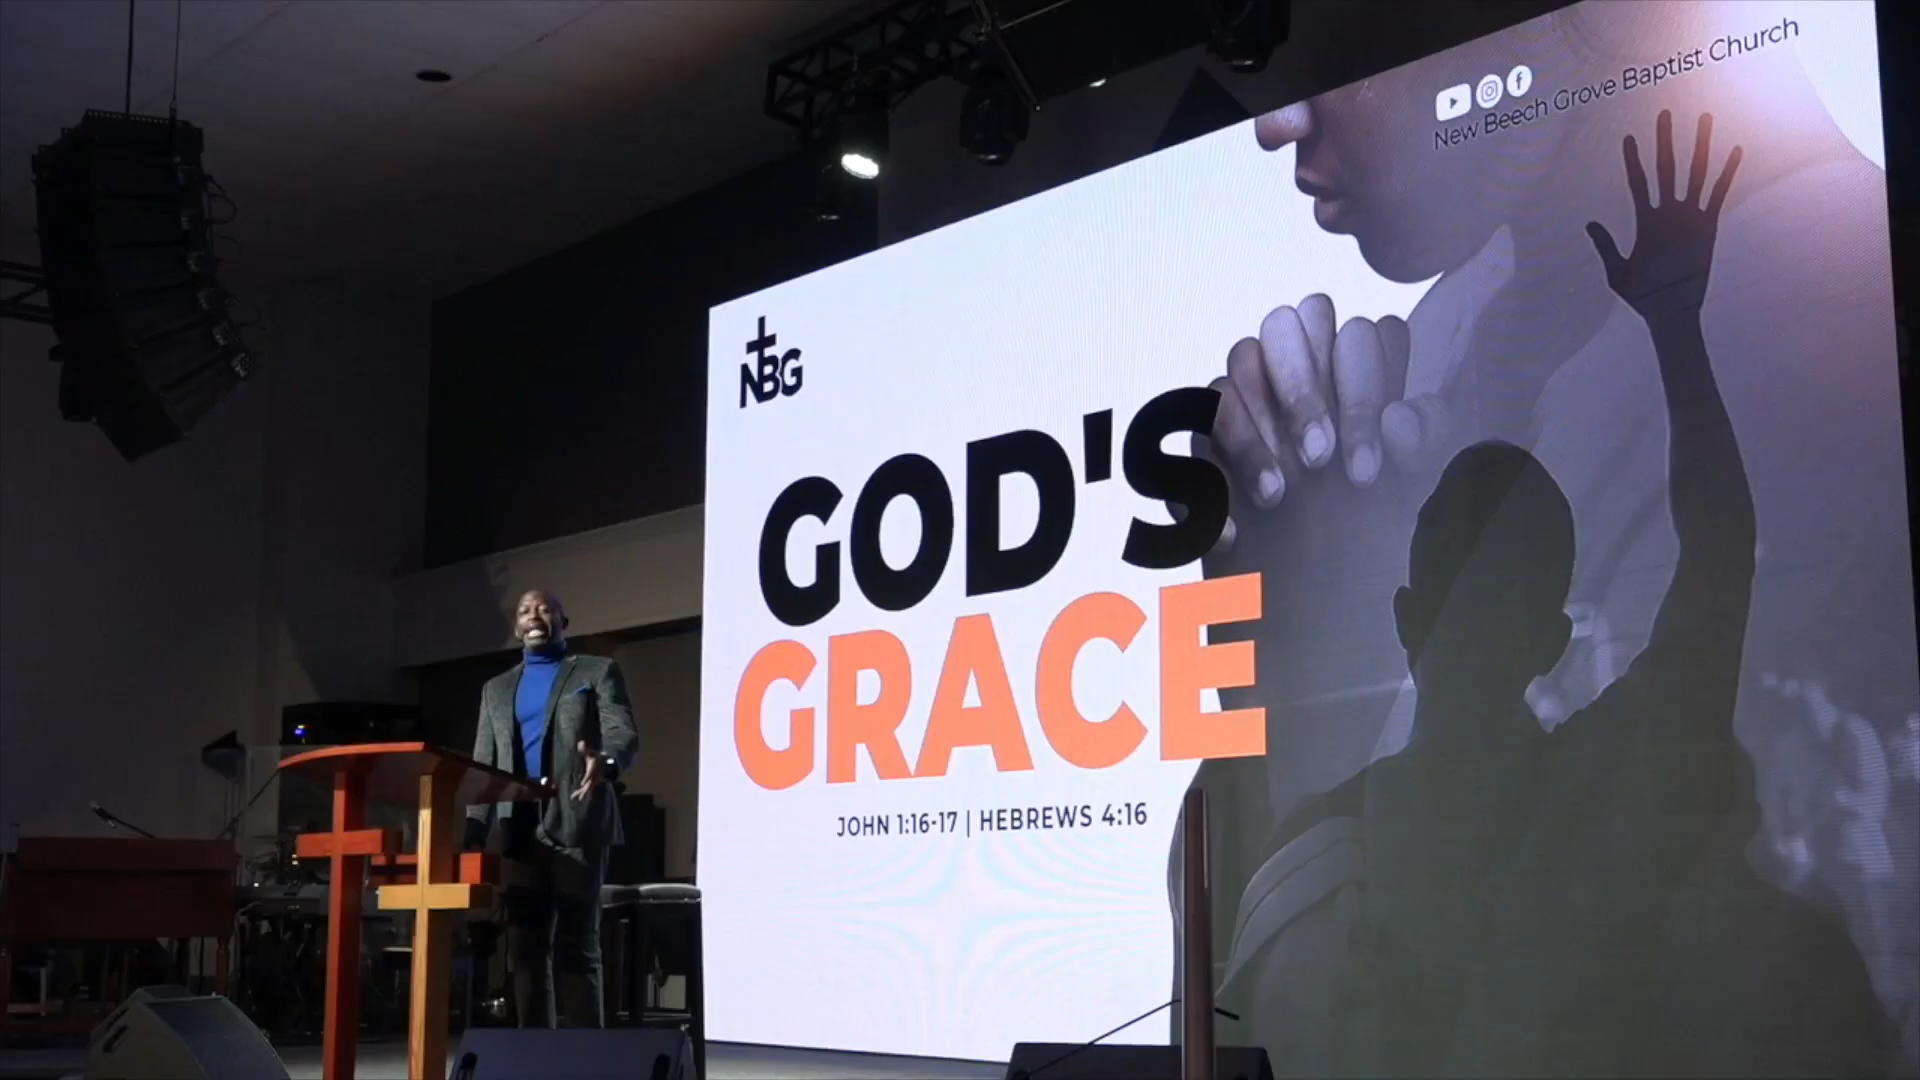 New Beech Grove Baptist Church
NBG
GOD'S
GRACE
JOHN 1:16-17 | HEBREWS 4:16